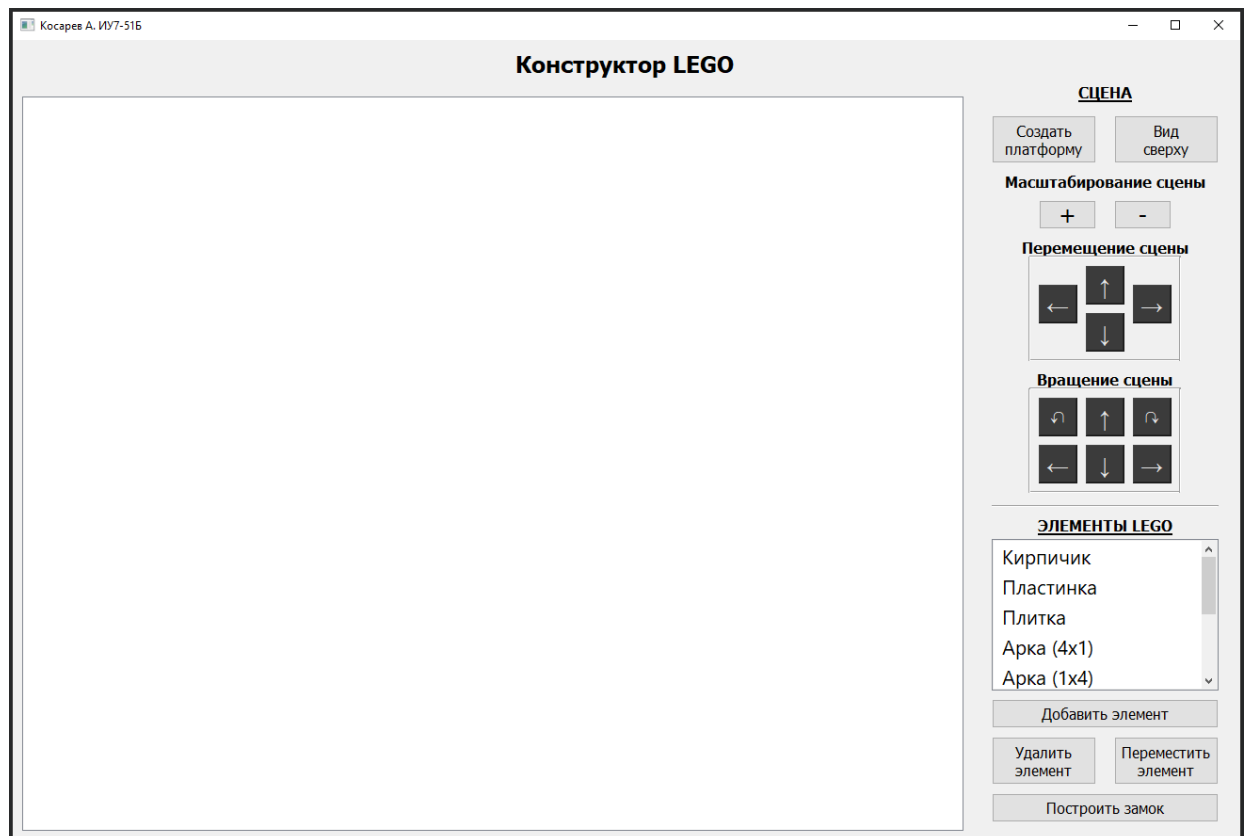 Косарев А. ИУ7-51Б
Конструктор LEGO
СЦЕНА
Создать
платформу
Вид
сверху
Масштабирование сцены
+ -
Перемещение сцены
↑
← →
↓
Вращение сцены
↶ ↑ ↷
← ↓ →
ЭЛЕМЕНТЫ LEGO
Кирпичик
Пластинка
Плитка
Арка (4x1)
Арка (1x4)
Добавить элемент
Удалить
элемент
Переместить
элемент
Построить замок